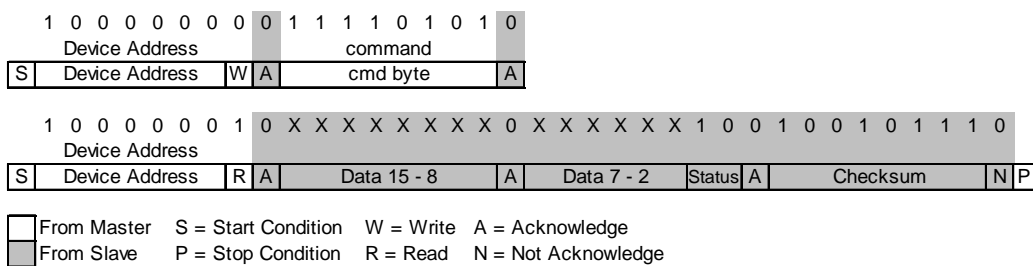 1 0 0 0 0 0 0 0 0 1 1 1 1 0 1 0 1 0
Device Address command
S Device Address W A cmd byte A
1 0 0 0 0 0 0 1 0 X X X X X X X X 0 X X X X X X 1 0 0 1 0 0 1 0 1 1 1 0
Device Address
S Device Address R A Data 15 - 8 A Data 7 - 2 Status A Checksum N P
From Master S = Start Condition W = Write A = Acknowledge
From Slave P = Stop Condition R = Read N = Not Acknowledge